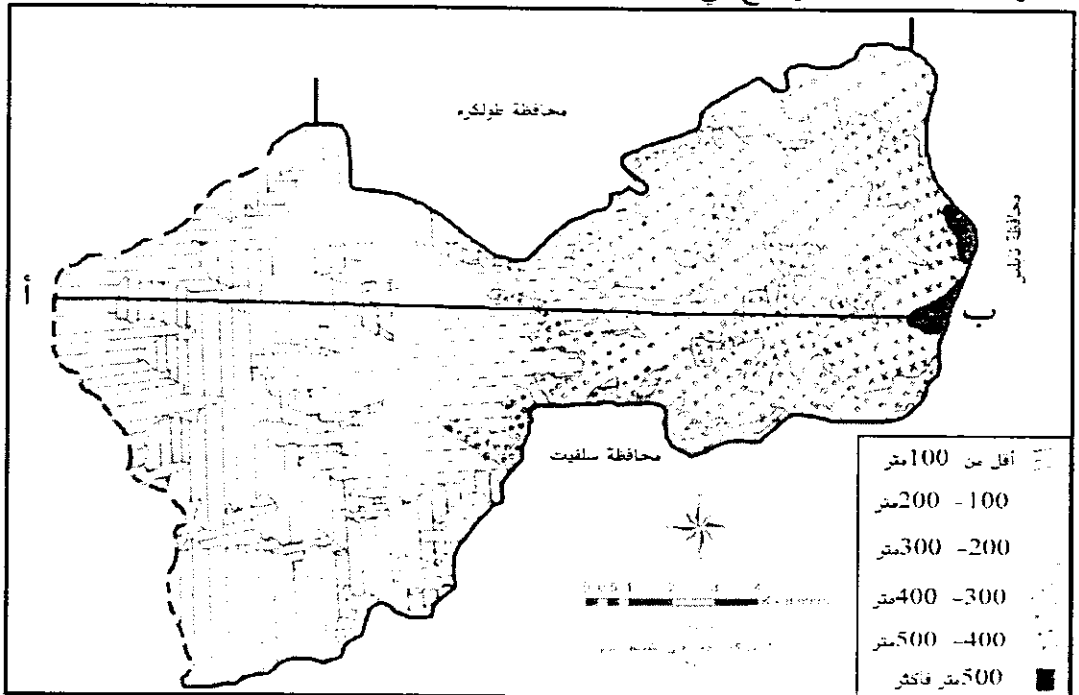 محافظة طولكرم
محافظة نابلس
أ
ب
محافظة سلفيت
أقل من 100متر
100- 200متر
200- 300متر
300- 400متر
400- 500متر
500متر فأكثر